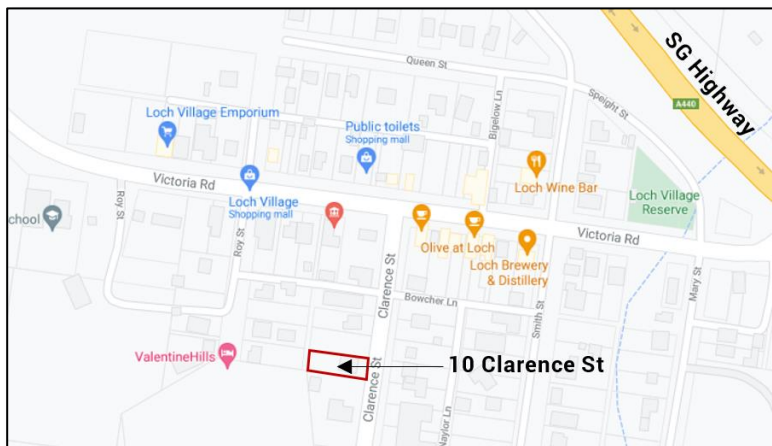 SG Highway
A440
Queen St
Speight St
Bigelow Ln
Loch Village Emporium
Public toilets
Shopping mall
Loch Wine Bar
Loch Village
Reserve
Victoria Rd
Roy St
chool
Loch Village
Shopping mall
Roy St
Olive at Loch
Victoria Rd
Loch Brewery
& Distillery
Clarence St
Bowcher Ln
Smith St
Mary St
ValentineHills
10 Clarence St
Clarence St
Naylor Ln